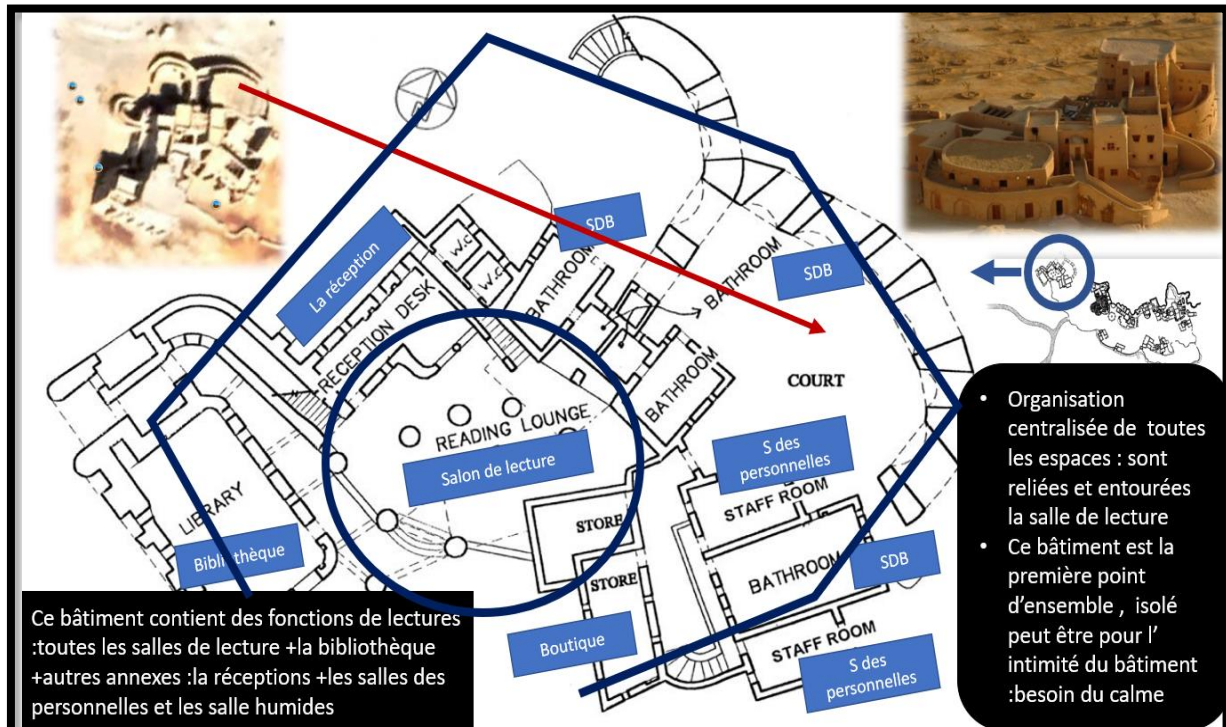 La réception
SDB
SDB
W.C
W.C
BATHROOM
BATHROOM
RECEPTION DESK
BATHROOM
COURT
READING LOUNGE
Salon de lecture
S des
personnelles
STAFF ROOM
LIBRARY
Bibliothèque
STORE
STORE
BATHROOM
SDB
Boutique
STAFF ROOM
S des
personnelles
Ce bâtiment contient des fonctions de lectures
:toutes les salles de lecture +la bibliothèque
+autres annexes :la réceptions +les salles des
personnelles et les salle humides
• Organisation
centralisée de toutes
les espaces : sont
reliées et entourées
la salle de lecture
• Ce bâtiment est la
première point
d’ensemble , isolé
peut être pour l’
intimité du bâtiment
:besoin du calme